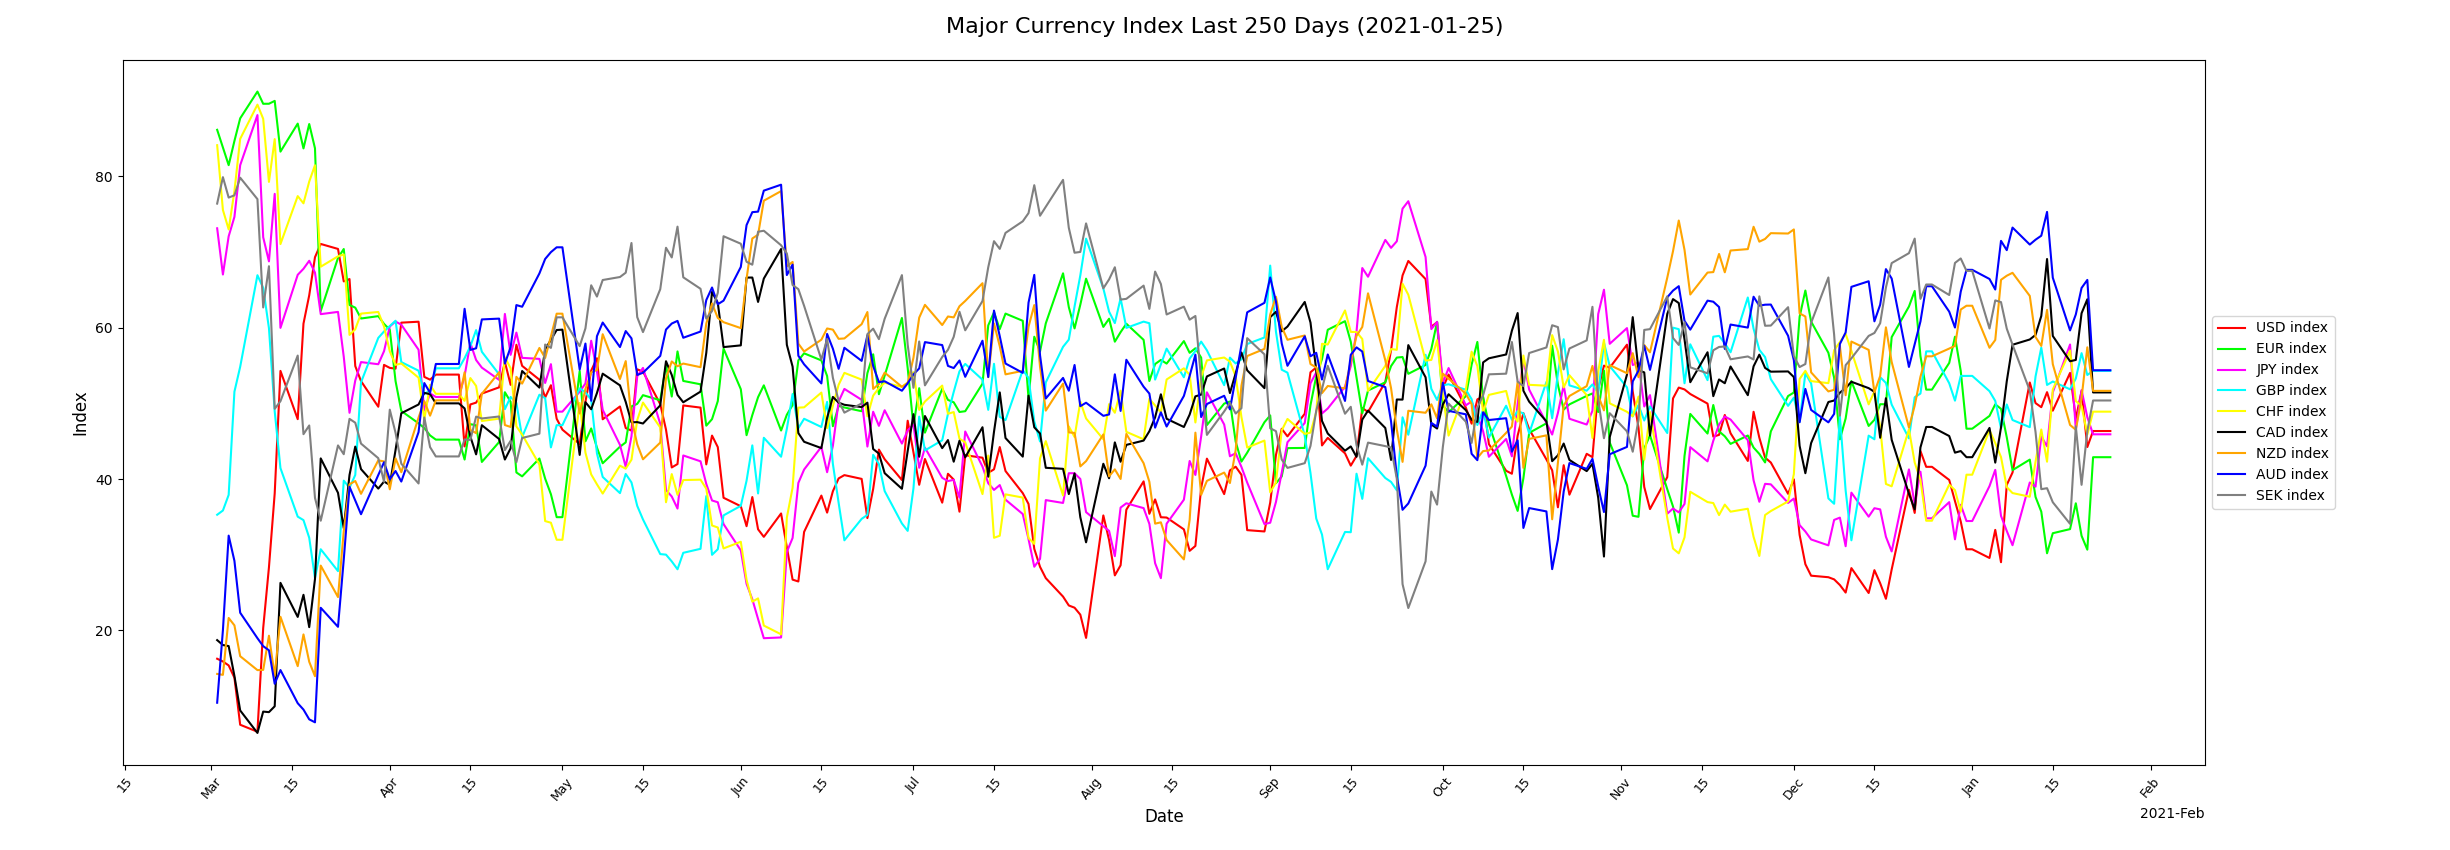 Major Currency Index Last 250 Days (2021-01-25)
Index
80
60
40
20
15
Mar
15
Apr
15
May
15
Jun
15
Jul
15
Aug
15
Sep
15
Oct
15
Nov
15
Dec
15
Jan
15
Feb
2021-Feb
Date
USD index
EUR index
JPY index
GBP index
CHF index
CAD index
NZD index
AUD index
SEK index